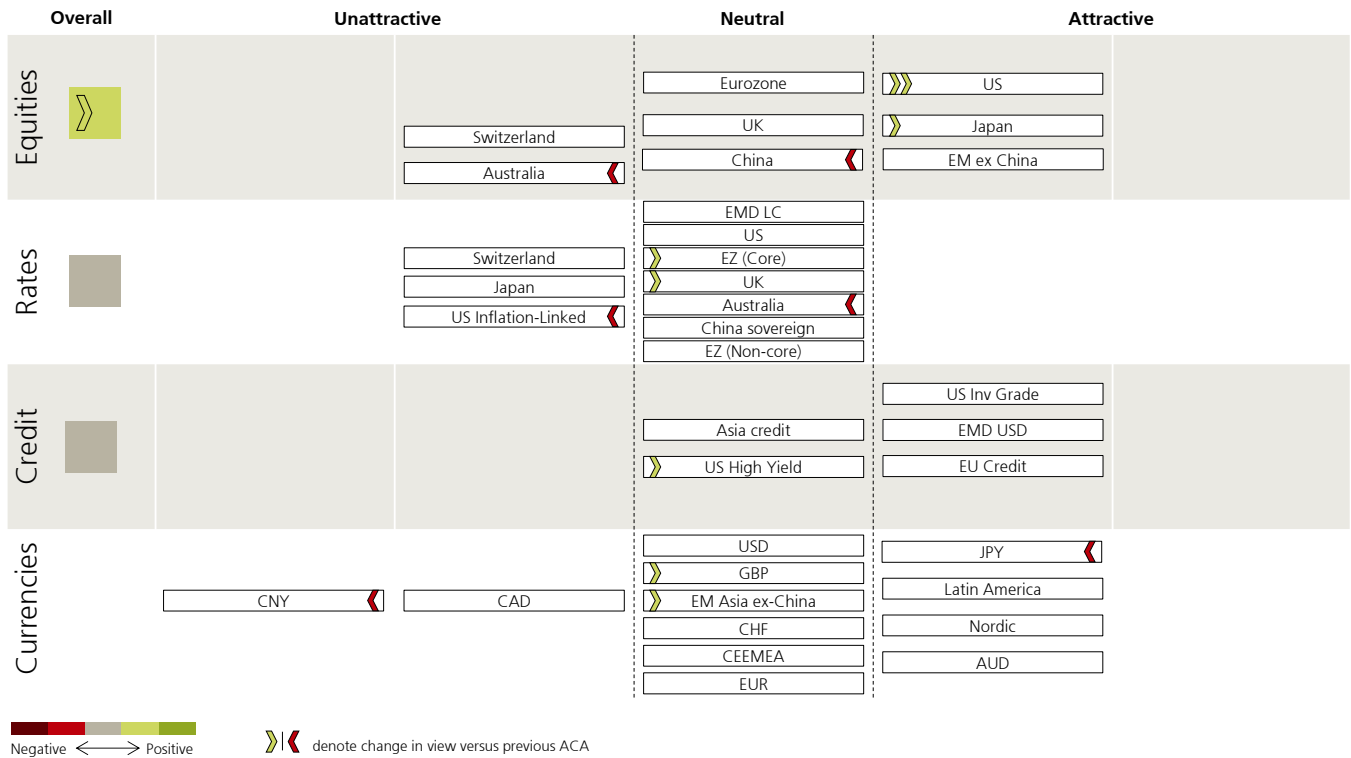 Overall
Unattractive
Neutral
Attractive
Equities
Switzerland
Australia
Eurozone
UK
China
US
Japan
EM ex China
Rates
Switzerland
Japan
US Inflation-Linked
EMD LC
US
EZ (Core)
UK
Australia
China sovereign
EZ (Non-core)
Credit
Asia credit
US High Yield
US Inv Grade
EMD USD
EU Credit
Currencies
CNY
CAD
USD
GBP
EM Asia ex-China
CHF
CEEMEA
EUR
JPY
Latin America
Nordic
AUD
Negative
Positive
denote change in view versus previous ACA